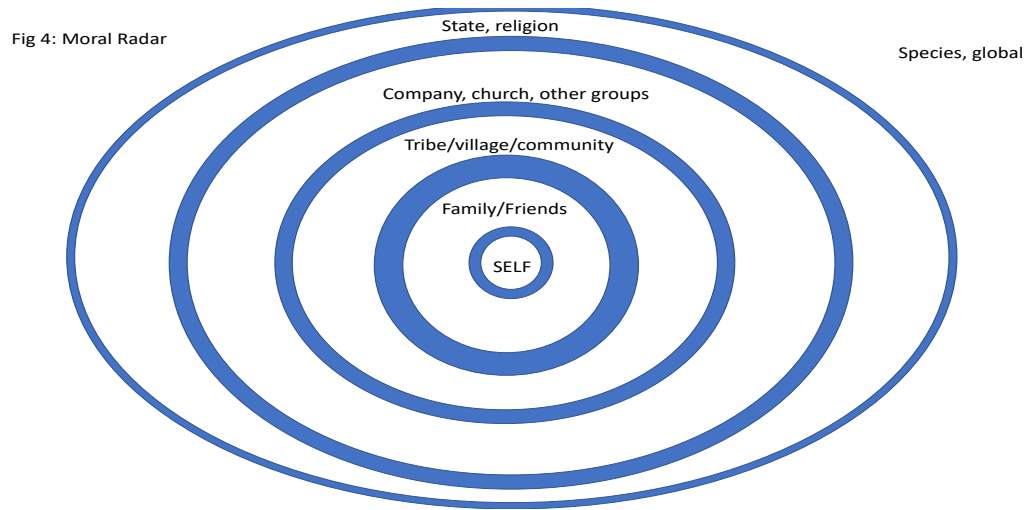 State, religion
Fig 4: Moral Radar
Species, global
Company, church, other groups
Tribe/village/community
Family/Friends
SELF